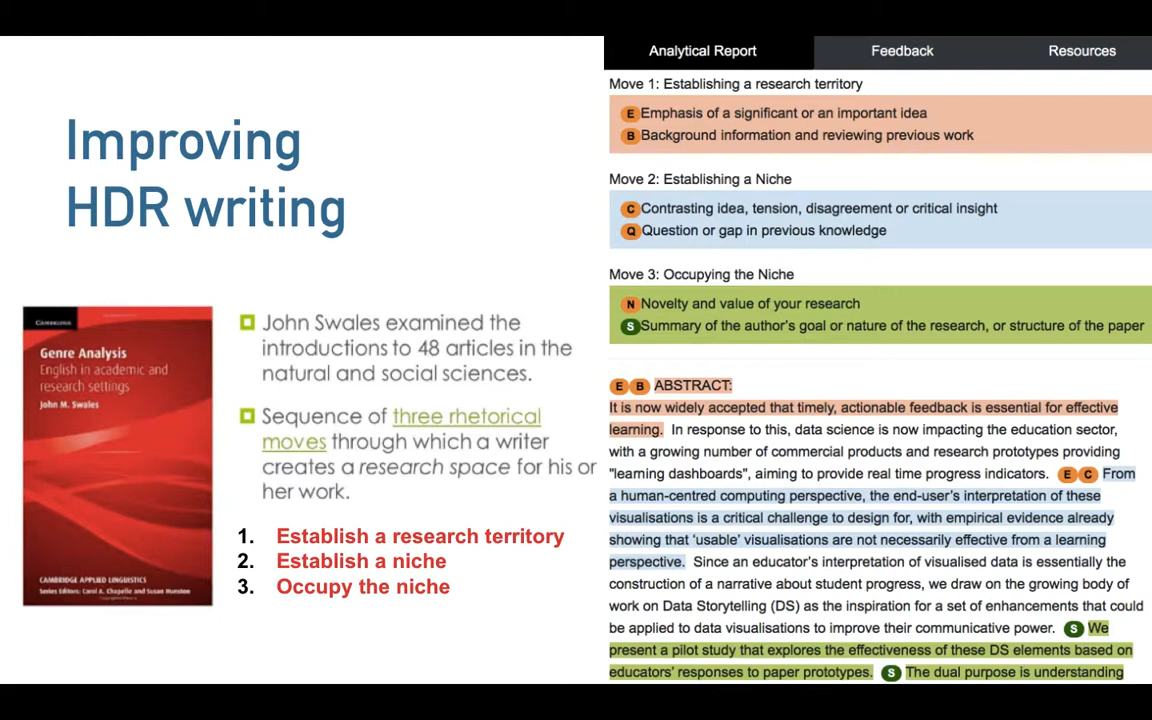 Improving
HDR writing
CAMBRIDGE
Genre Analysis
English in academic and
research settings
John M. Swales
CAMBRIDGE APPLIED LINGUISTICS
Series Editors: Carol A. Chapelle and Susan Hunston
John Swales examined the
introductions to 48 articles in the
natural and social sciences.
Sequence of three rhetorical
moves through which a writer
creates a research space for his or
her work.
1. Establish a research territory
2. Establish a niche
3. Occupy the niche
Analytical Report Feedback Resources
Move 1: Establishing a research territory
E Emphasis of a significant or an important idea
B Background information and reviewing previous work
Move 2: Establishing a Niche
C Contrasting idea, tension, disagreement or critical insight
Q Question or gap in previous knowledge
Move 3: Occupying the Niche
N Novelty and value of your research
S Summary of the author's goal or nature of the research, or structure of the paper
E B ABSTRACT:
It is now widely accepted that timely, actionable feedback is essential for effective
learning. In response to this, data science is now impacting the education sector,
with a growing number of commercial products and research prototypes providing
"learning dashboards", aiming to provide real time progress indicators. E C From
a human-centred computing perspective, the end-user's interpretation of these
visualisations is a critical challenge to design for, with empirical evidence already
showing that 'usable' visualisations are not necessarily effective from a learning
perspective. Since an educator's interpretation of visualised data is essentially the
construction of a narrative about student progress, we draw on the growing body of
work on Data Storytelling (DS) as the inspiration for a set of enhancements that could
be applied to data visualisations to improve their communicative power. S We
present a pilot study that explores the effectiveness of these DS elements based on
educators' responses to paper prototypes. S The dual purpose is understanding